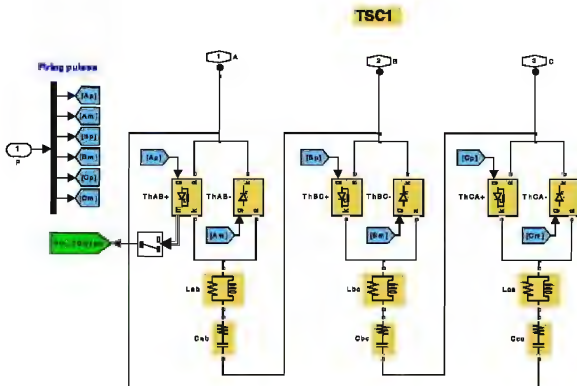 TSC1
1 A
2 B
3 C
Firing pulses
[Ap]
[Am]
[Bp]
[Bm]
[Cp]
[Cm]
1
P
[Ap]
[Bp]
[Cp]
ThAB+
ThAB-
ThBC+
ThBC-
ThCA+
ThCA-
[Am]
[Bm]
[Cm]
Lab
Lbc
Lca
Cab
Cbc
Cca